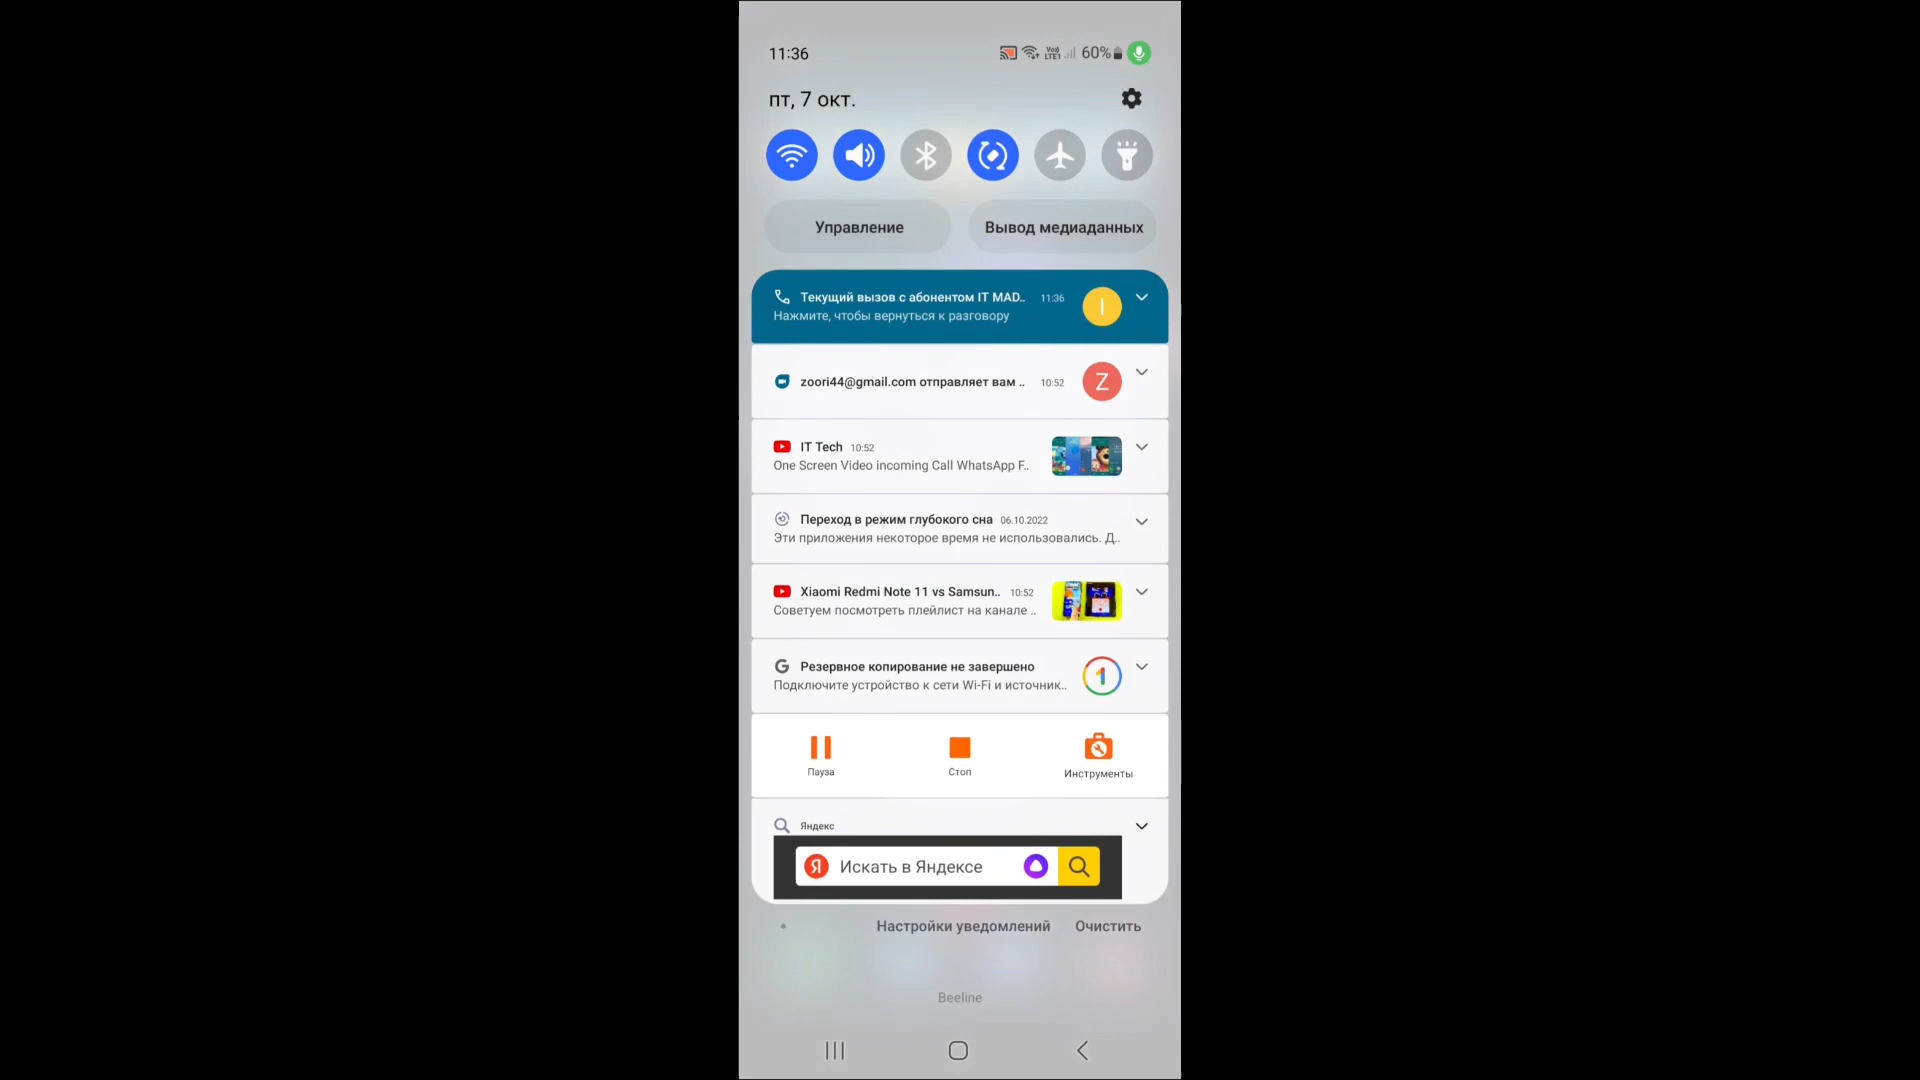 11:36
Vo))
LTE1
60%
пт, 7 окт.
Управление
Вывод медиаданных
Текущий вызов с абонентом IT MAD..
11:36
I
Нажмите, чтобы вернуться к разговору
zoori44@gmail.com отправляет вам ..
10:52
Z
IT Tech 10:52
One Screen Video incoming Call WhatsApp F..
Переход в режим глубокого сна 06.10.2022
Эти приложения некоторое время не использовались. Д..
Xiaomi Redmi Note 11 vs Samsun.. 10:52
Советуем посмотреть плейлист на канале ..
G Резервное копирование не завершено
1
Подключите устройство к сети Wi-Fi и источник..
Пауза
Стоп
Инструменты
Яндекс
Я Искать в Яндексе
Настройки уведомлений
Очистить
Beeline